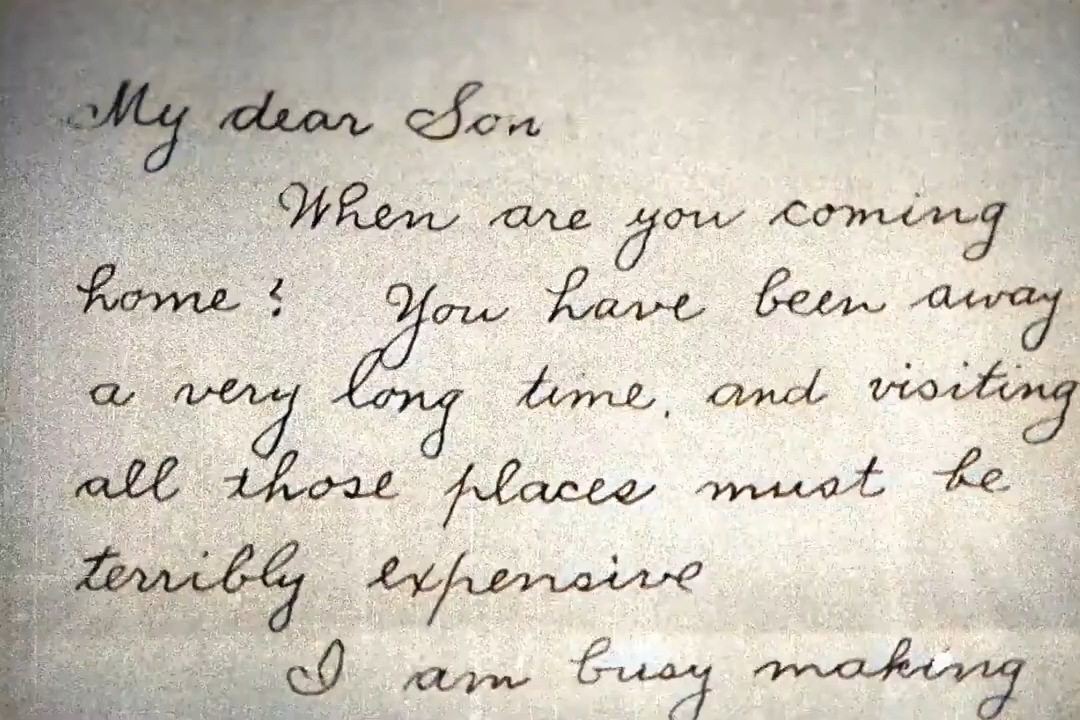 My dear Son
When are you coming
home? You have been away
a very long time, and visiting
all those places must be
terribly expensive
I am busy making